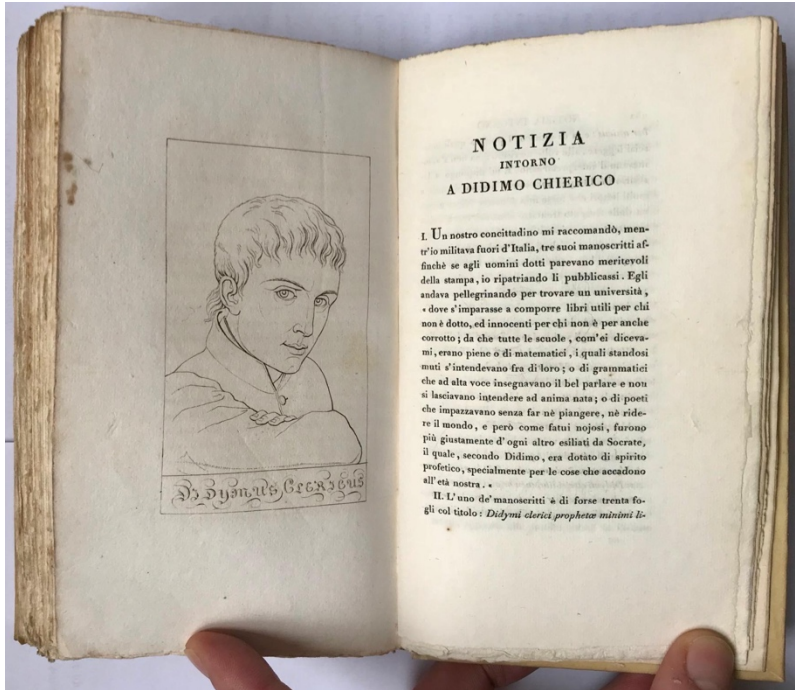 Didymus Clericus
NOTIZIA
INTORNO
A DIDIMO CHIERICO
I. Un nostro concittadino mi raccomandò, men-
tr'io militava fuori d'Italia, tre suoi manoscritti af-
finchè se agli uomini dotti parevano meritevoli
della stampa, io ripatriando li pubblicassi. Egli
andava pellegrinando per trovare un università,
« dove s'imparasse a comporre libri utili per chi
non è dotto, ed innocenti per chi non è per anche
corrotto; da che tutte le scuole, com'ei diceva-
mi, erano piene o di matematici, i quali standosi
muti s'intendevano fra di loro; o di grammatici
che ad alta voce insegnavano il bel parlare e non
si lasciavano intendere ad anima nata; o di poeti
che impazzavano senza far nè piangere, nè ride-
re il mondo, e però come fatui nojosi, furono
più giustamente d'ogni altro esiliati da Socrate,
il quale, secondo Didimo, era dotato di spirito
profetico, specialmente per le cose che accadono
all'età nostra. »
II. L'uno de' manoscritti è di forse trenta fo-
gli col titolo: Didymi clerici prophetæ minimi li-